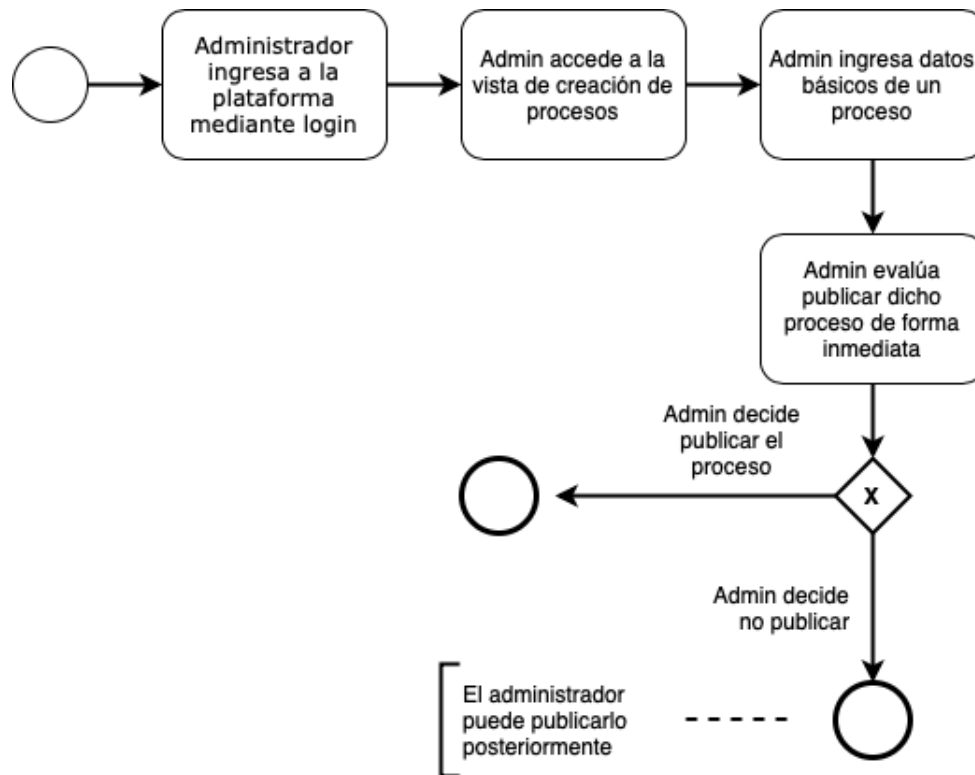 Administrador
ingresa a la
plataforma
mediante login
Admin accede a la
vista de creación de
procesos
Admin ingresa datos
básicos de un
proceso
Admin evalúa
publicar dicho
proceso de forma
inmediata
Admin decide
publicar el
proceso
X
Admin decide
no publicar
El administrador
puede publicarlo
posteriormente